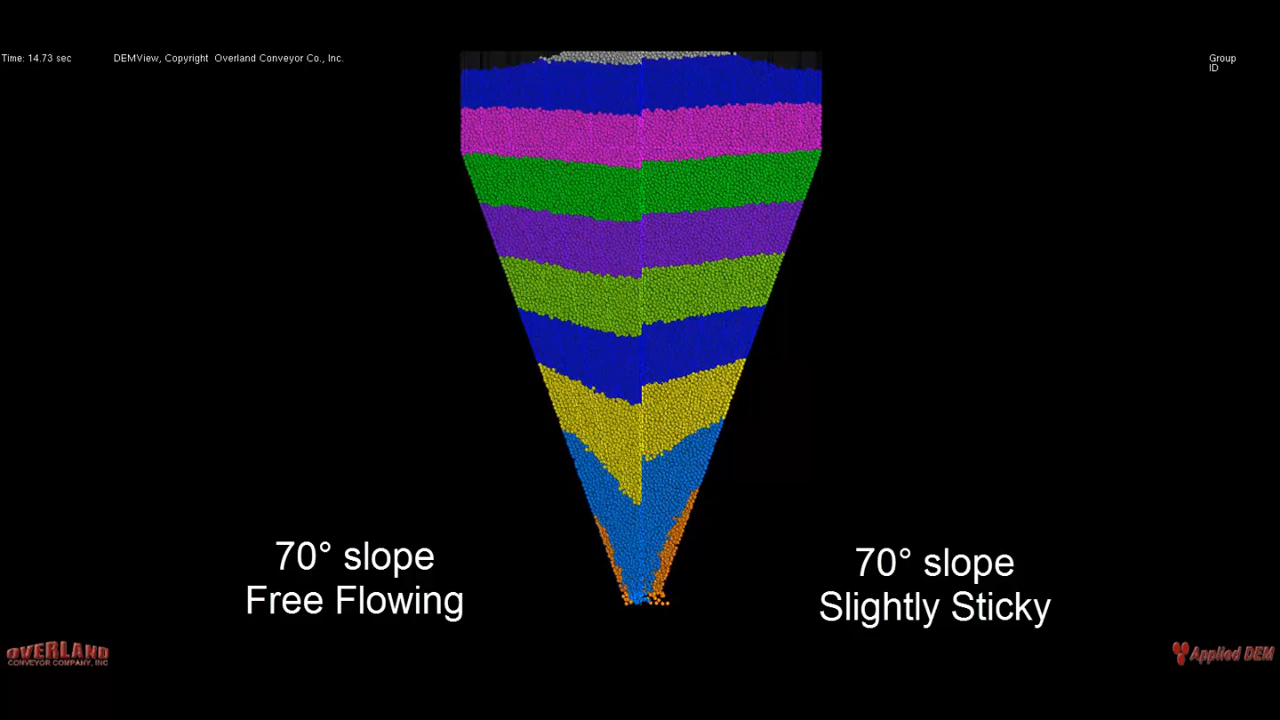 Time: 14.73 sec
DEMView, Copyright Overland Conveyor Co., Inc.
Group
ID
70° slope
Free Flowing
70° slope
Slightly Sticky
OVERLAND
CONVEYOR COMPANY, INC
Applied DEM